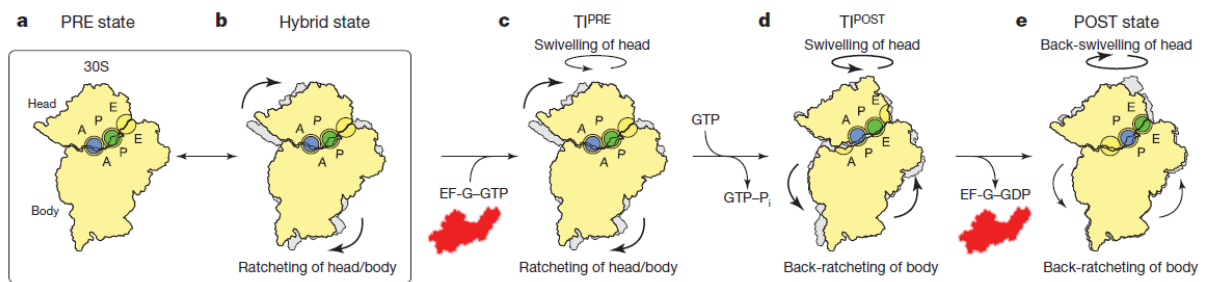 a PRE state
b Hybrid state
c TI^PRE
d TI^POST
e POST state
Swivelling of head
Swivelling of head
Back-swivelling of head
30S
Head
E
P
A
E
P
A
Body
A
P
A
P
Ratcheting of head/body
EF-G–GTP
A
P
A
P
Ratcheting of head/body
GTP
GTP–Pi
E
P
A
E
P
A
Back-ratcheting of body
EF-G–GDP
E
P
A
E
P
A
Back-ratcheting of body